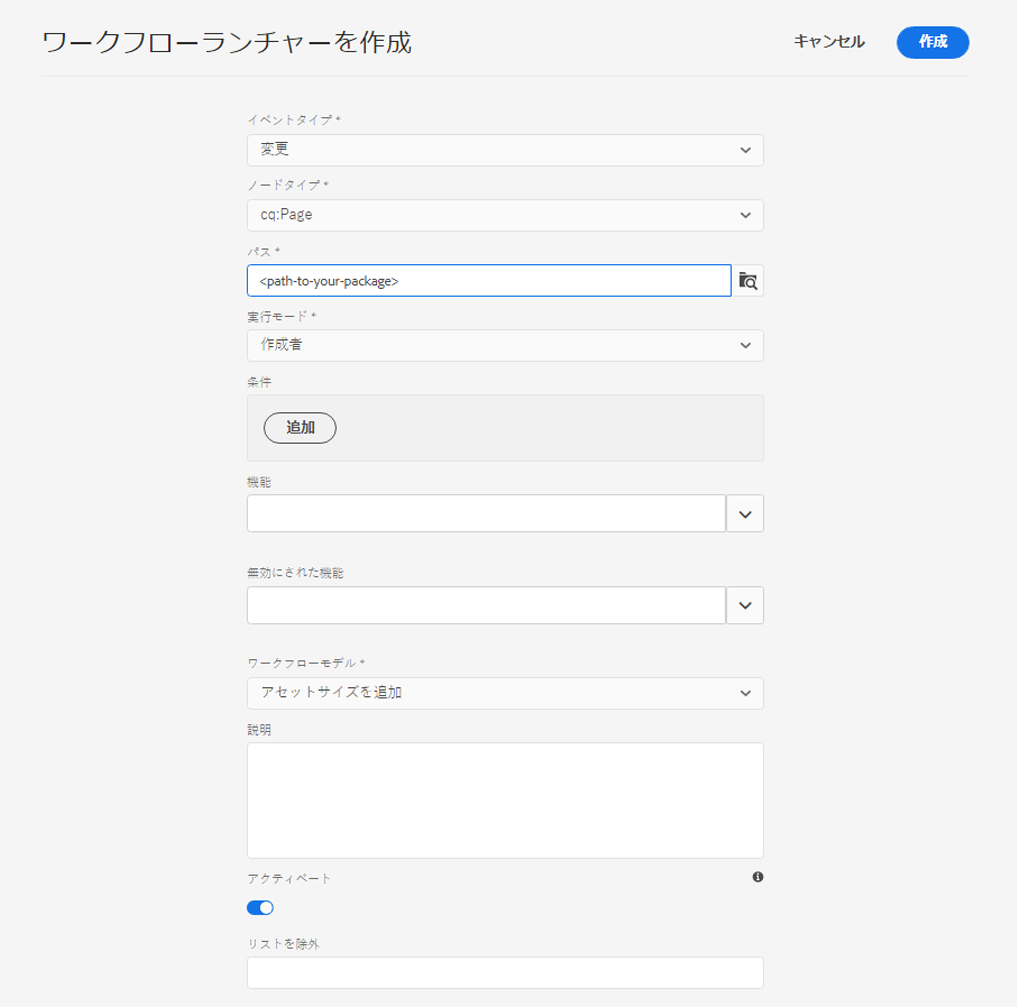 ワークフローランチャーを作成
キャンセル
作成
イベントタイプ *
変更
ノードタイプ *
cq:Page
パス *
<path-to-your-package>
実行モード *
作成者
条件
追加
機能
無効にされた機能
ワークフローモデル *
アセットサイズを追加
説明
アクティベート
リストを除外